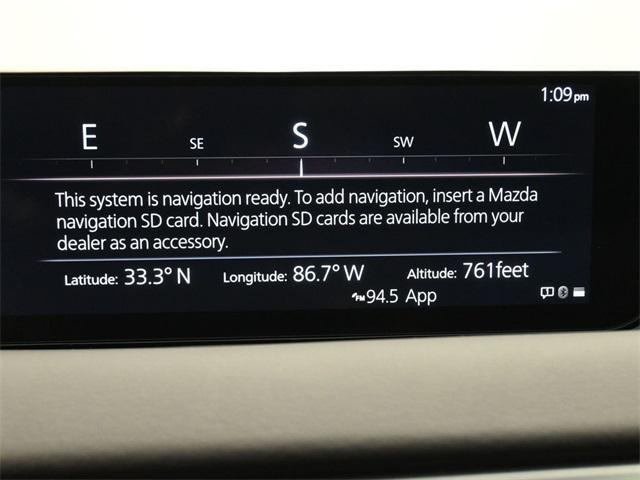 1:09pm
E SE S SW W
This system is navigation ready. To add navigation, insert a Mazda
navigation SD card. Navigation SD cards are available from your
dealer as an accessory.
Latitude: 33.3° N Longitude: 86.7° W Altitude: 761feet
FM 94.5 App